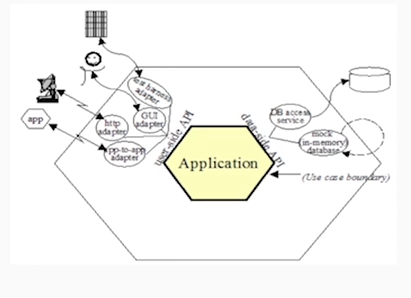 test harness
adapter
GUI
adapter
http
adapter
app
app-to-app
adapter
user-side API
Application
data-side API
DB access
service
mock
(in-memory)
database
(Use case boundary)